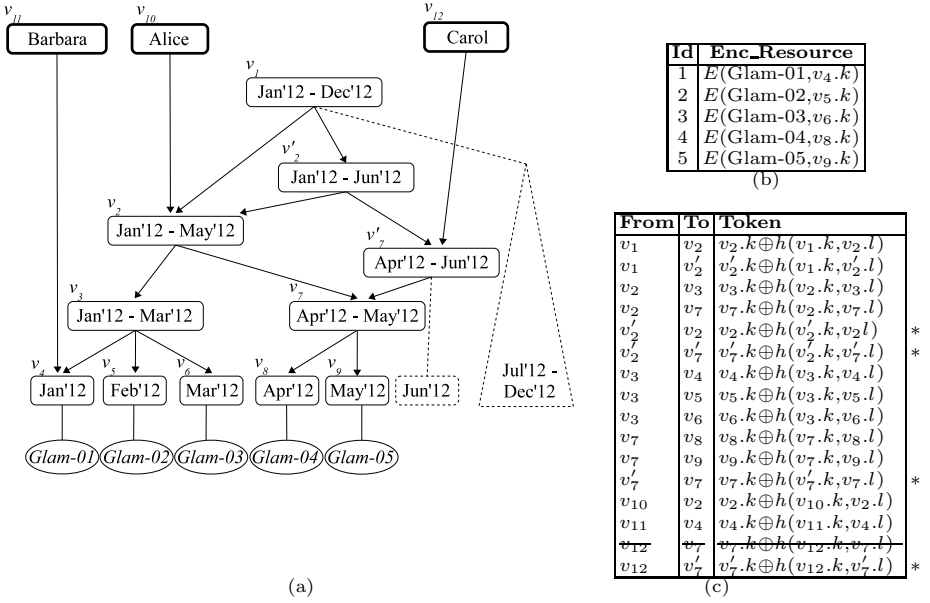 v11
Barbara
v10
Alice
v12
Carol
v1
Jan'12 - Dec'12
v'2
Jan'12 - Jun'12
v2
Jan'12 - May'12
v'7
Apr'12 - Jun'12
v3
Jan'12 - Mar'12
v7
Apr'12 - May'12
v4
Jan'12
v5
Feb'12
v6
Mar'12
v8
Apr'12
v9
May'12
Jun'12
Jul'12 -
Dec'12
Glam-01
Glam-02
Glam-03
Glam-04
Glam-05
(a)
Id Enc_Resource
1 E(Glam-01,v4.k)
2 E(Glam-02,v5.k)
3 E(Glam-03,v6.k)
4 E(Glam-04,v8.k)
5 E(Glam-05,v9.k)
(b)
From To Token
v1 v2 v2.k⊕h(v1.k,v2.l)
v1 v'2 v'2.k⊕h(v1.k,v'2.l)
v2 v3 v3.k⊕h(v2.k,v3.l)
v2 v7 v7.k⊕h(v2.k,v7.l)
v'2 v2 v2.k⊕h(v'2.k,v2l) *
v'2 v'7 v'7.k⊕h(v'2.k,v'7.l) *
v3 v4 v4.k⊕h(v3.k,v4.l)
v3 v5 v5.k⊕h(v3.k,v5.l)
v3 v6 v6.k⊕h(v3.k,v6.l)
v7 v8 v8.k⊕h(v7.k,v8.l)
v7 v9 v9.k⊕h(v7.k,v9.l)
v'7 v7 v7.k⊕h(v'7.k,v7.l) *
v10 v2 v2.k⊕h(v10.k,v2.l)
v11 v4 v4.k⊕h(v11.k,v4.l)
v12 v7 v7.k⊕h(v12.k,v7.l)
v12 v'7 v'7.k⊕h(v12.k,v'7.l) *
(c)